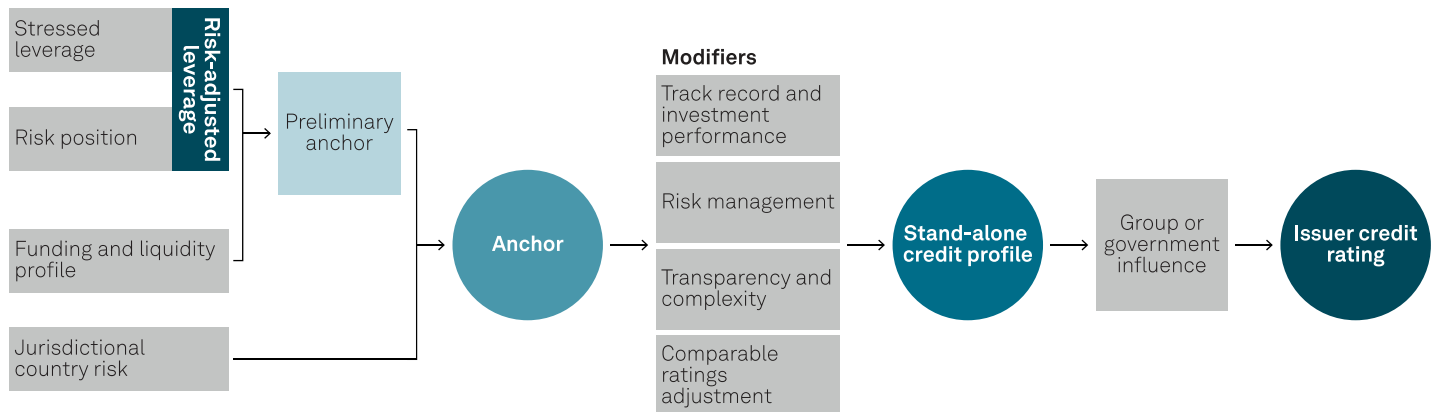 Stressed
leverage
Risk-adjusted
leverage
Risk position
Funding and liquidity
profile
Jurisdictional
country risk
Preliminary
anchor
Anchor
Modifiers
Track record and
investment
performance
Risk management
Transparency and
complexity
Comparable
ratings
adjustment
Stand-alone
credit profile
Group or
government
influence
Issuer credit
rating